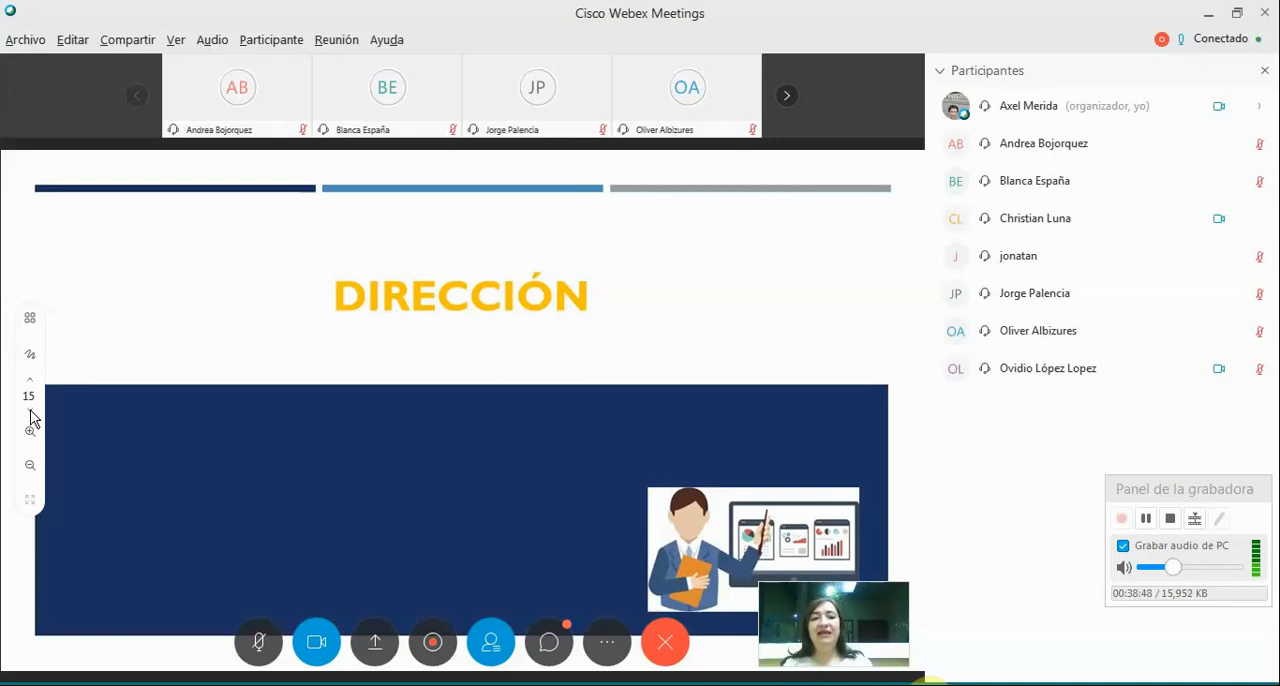 Cisco Webex Meetings
Archivo Editar Compartir Ver Audio Participante Reunión Ayuda
Conectado
AB
BE
JP
OA
Andrea Bojorquez
Blanca España
Jorge Palencia
Oliver Albizures
Participantes
Axel Merida (organizador, yo)
AB Andrea Bojorquez
BE Blanca España
CL Christian Luna
J jonatan
JP Jorge Palencia
OA Oliver Albizures
OL Ovidio López Lopez
DIRECCIÓN
15
Panel de la grabadora
Grabar audio de PC
00:38:48 / 15,952 KB